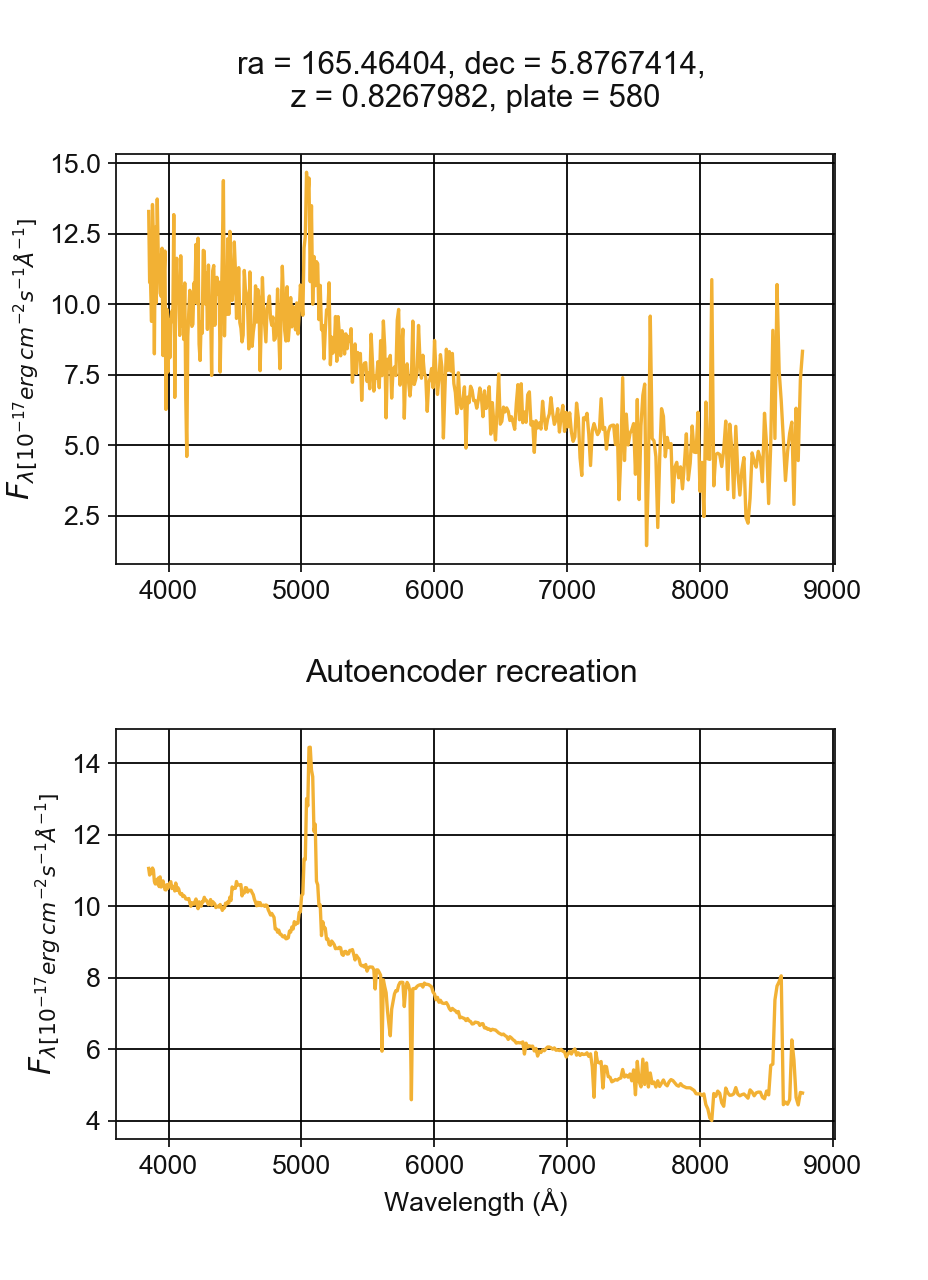 ra = 165.46404, dec = 5.8767414,
z = 0.8267982, plate = 580
15.0
12.5
10.0
7.5
5.0
2.5
F_λ[10⁻¹⁷erg cm⁻²s⁻¹Å⁻¹]
4000 5000 6000 7000 8000 9000
Autoencoder recreation
14
12
10
8
6
4
F_λ[10⁻¹⁷erg cm⁻²s⁻¹Å⁻¹]
4000 5000 6000 7000 8000 9000
Wavelength (Å)